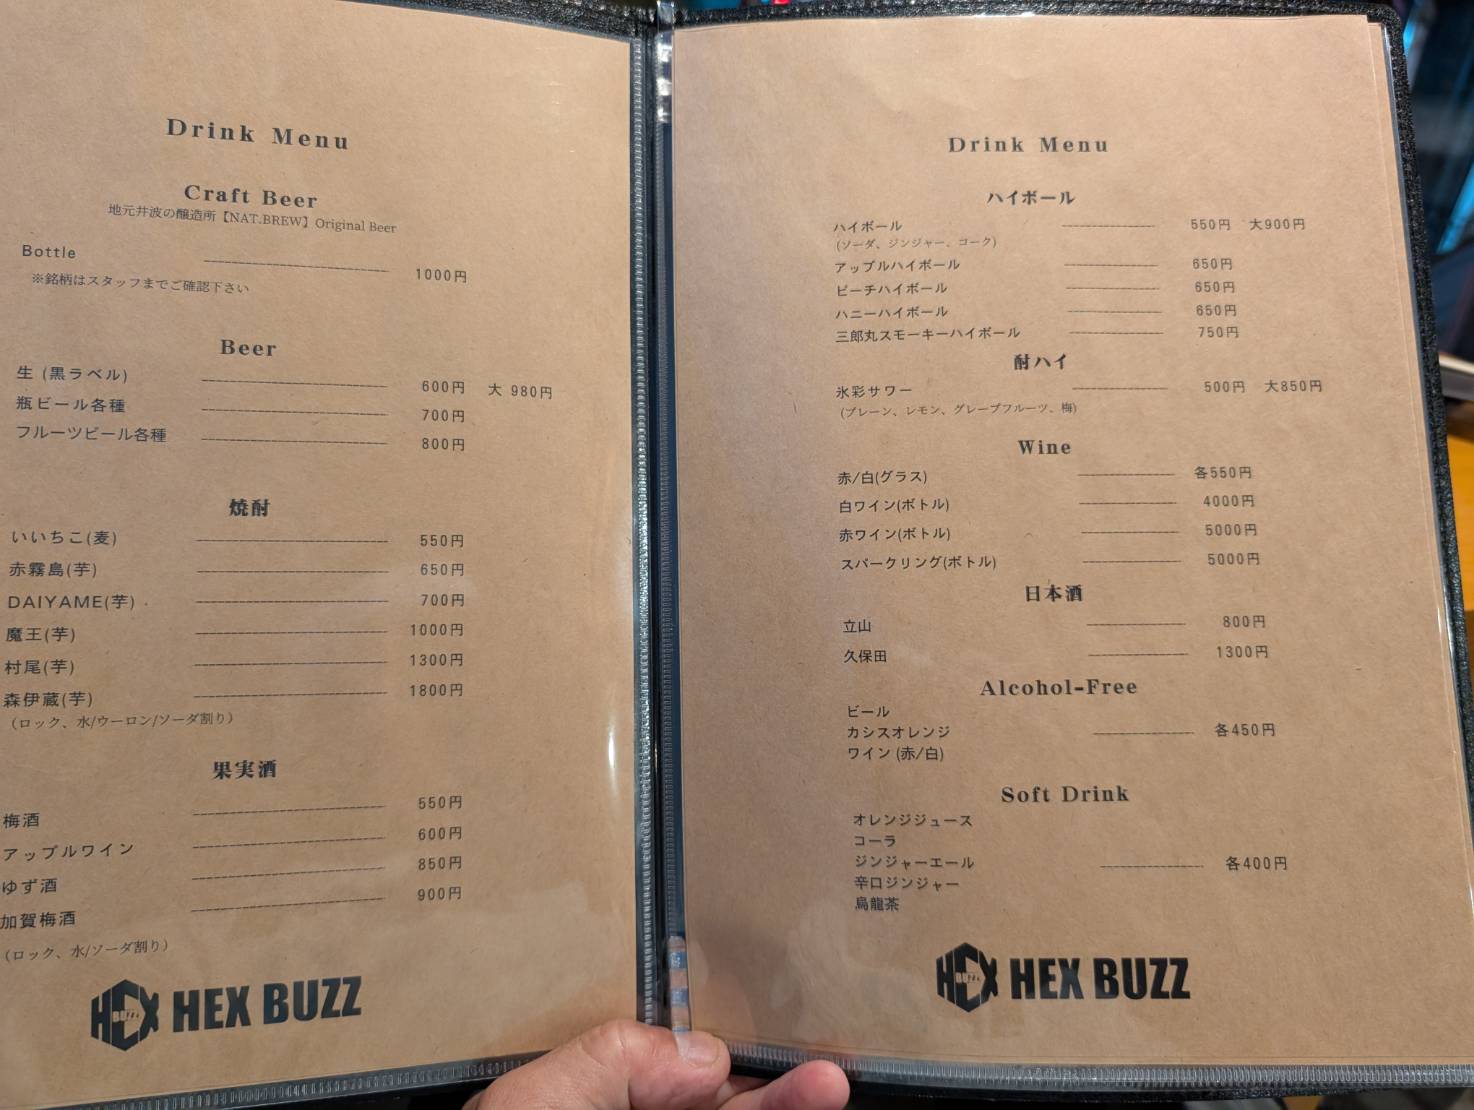 Drink Menu
Craft Beer
地元井波の醸造所【NAT.BREW】Original Beer
Bottle 1000円
※銘柄はスタッフまでご確認下さい
Beer
生 (黒ラベル) 600円 大 980円
瓶ビール各種 700円
フルーツビール各種 800円
焼酎
いいちこ(麦) 550円
赤霧島(芋) 650円
DAIYAME(芋) 700円
魔王(芋) 1000円
村尾(芋) 1300円
森伊蔵(芋) 1800円
(ロック、水/ウーロン/ソーダ割り)
果実酒
梅酒 550円
アップルワイン 600円
ゆず酒 850円
加賀梅酒 900円
(ロック、水/ソーダ割り)
HEX BUZZ HEX BUZZ
Drink Menu
ハイボール
ハイボール 550円 大900円
(ソーダ、ジンジャー、コーク)
アップルハイボール 650円
ピーチハイボール 650円
ハニーハイボール 650円
三郎丸スモーキーハイボール 750円
酎ハイ
氷彩サワー 500円 大850円
(プレーン、レモン、グレープフルーツ、梅)
Wine
赤/白(グラス) 各550円
白ワイン(ボトル) 4000円
赤ワイン(ボトル) 5000円
スパークリング(ボトル) 5000円
日本酒
立山 800円
久保田 1300円
Alcohol-Free
ビール
カシスオレンジ 各450円
ワイン (赤/白)
Soft Drink
オレンジジュース
コーラ
ジンジャーエール 各400円
辛口ジンジャー
烏龍茶
HEX BUZZ HEX BUZZ